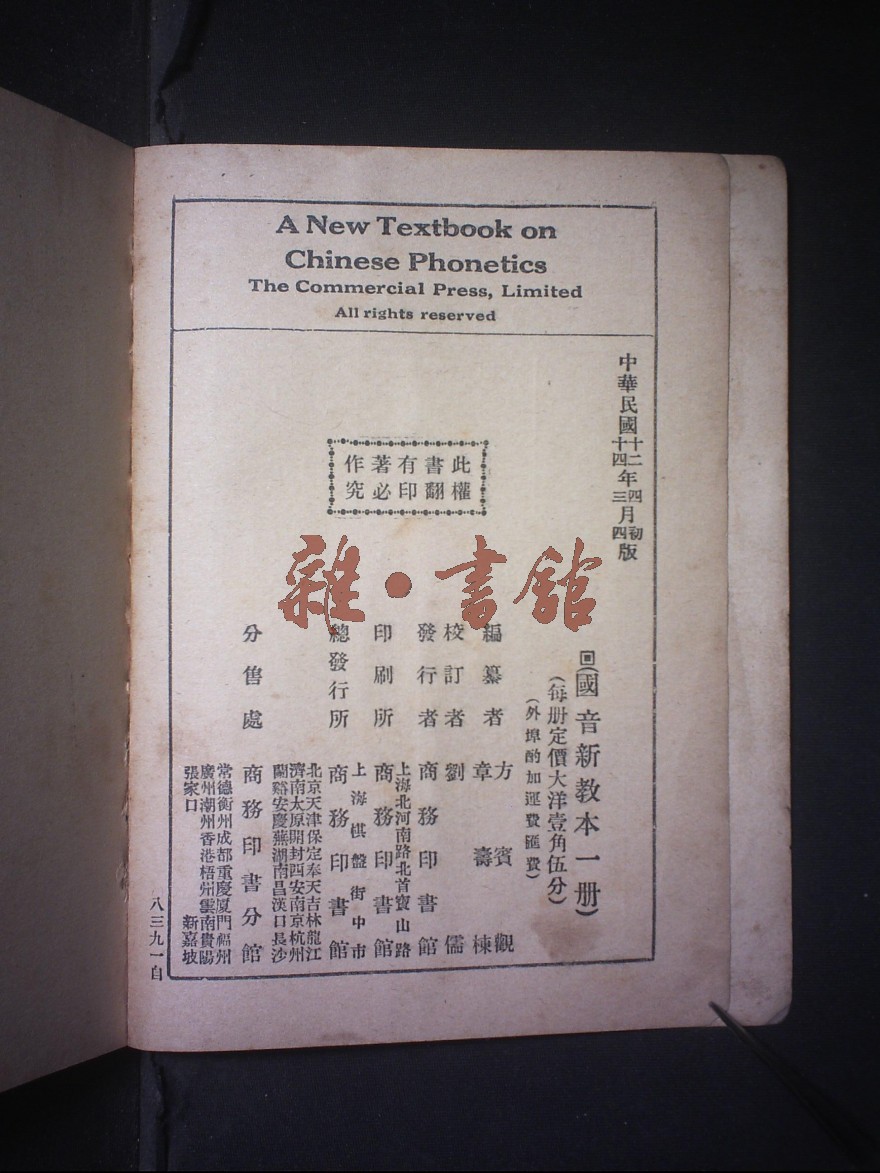 A New Textbook on
Chinese Phonetics
The Commercial Press, Limited
All rights reserved
中華民國十二年四月初版
十四年三月四版
此書有著作權翻印必究
回(國音新教本一册)
(每册定價大洋壹角伍分)
(外埠酌加運費匯費)
編纂者 方賓觀
章壽棟
校訂者 劉儒
發行者 商務印書館
上海北河南路北首寶山路
印刷所 商務印書館
上海棋盤街中市
總發行所 商務印書館
北京天津保定奉天吉林龍江
濟南太原開封西安南京杭州
蘭谿安慶蕪湖南昌漢口長沙
分售處 商務印書分館
常德衡州成都重慶厦門福州
廣州潮州香港梧州雲南貴陽
張家口 新嘉坡
八三九一自
雜·書館